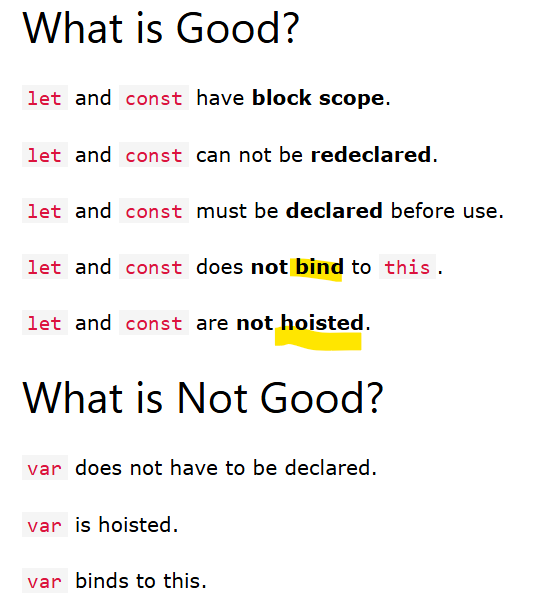 What is Good?
let and const have block scope.
let and const can not be redeclared.
let and const must be declared before use.
let and const does not bind to this.
let and const are not hoisted.
What is Not Good?
var does not have to be declared.
var is hoisted.
var binds to this.